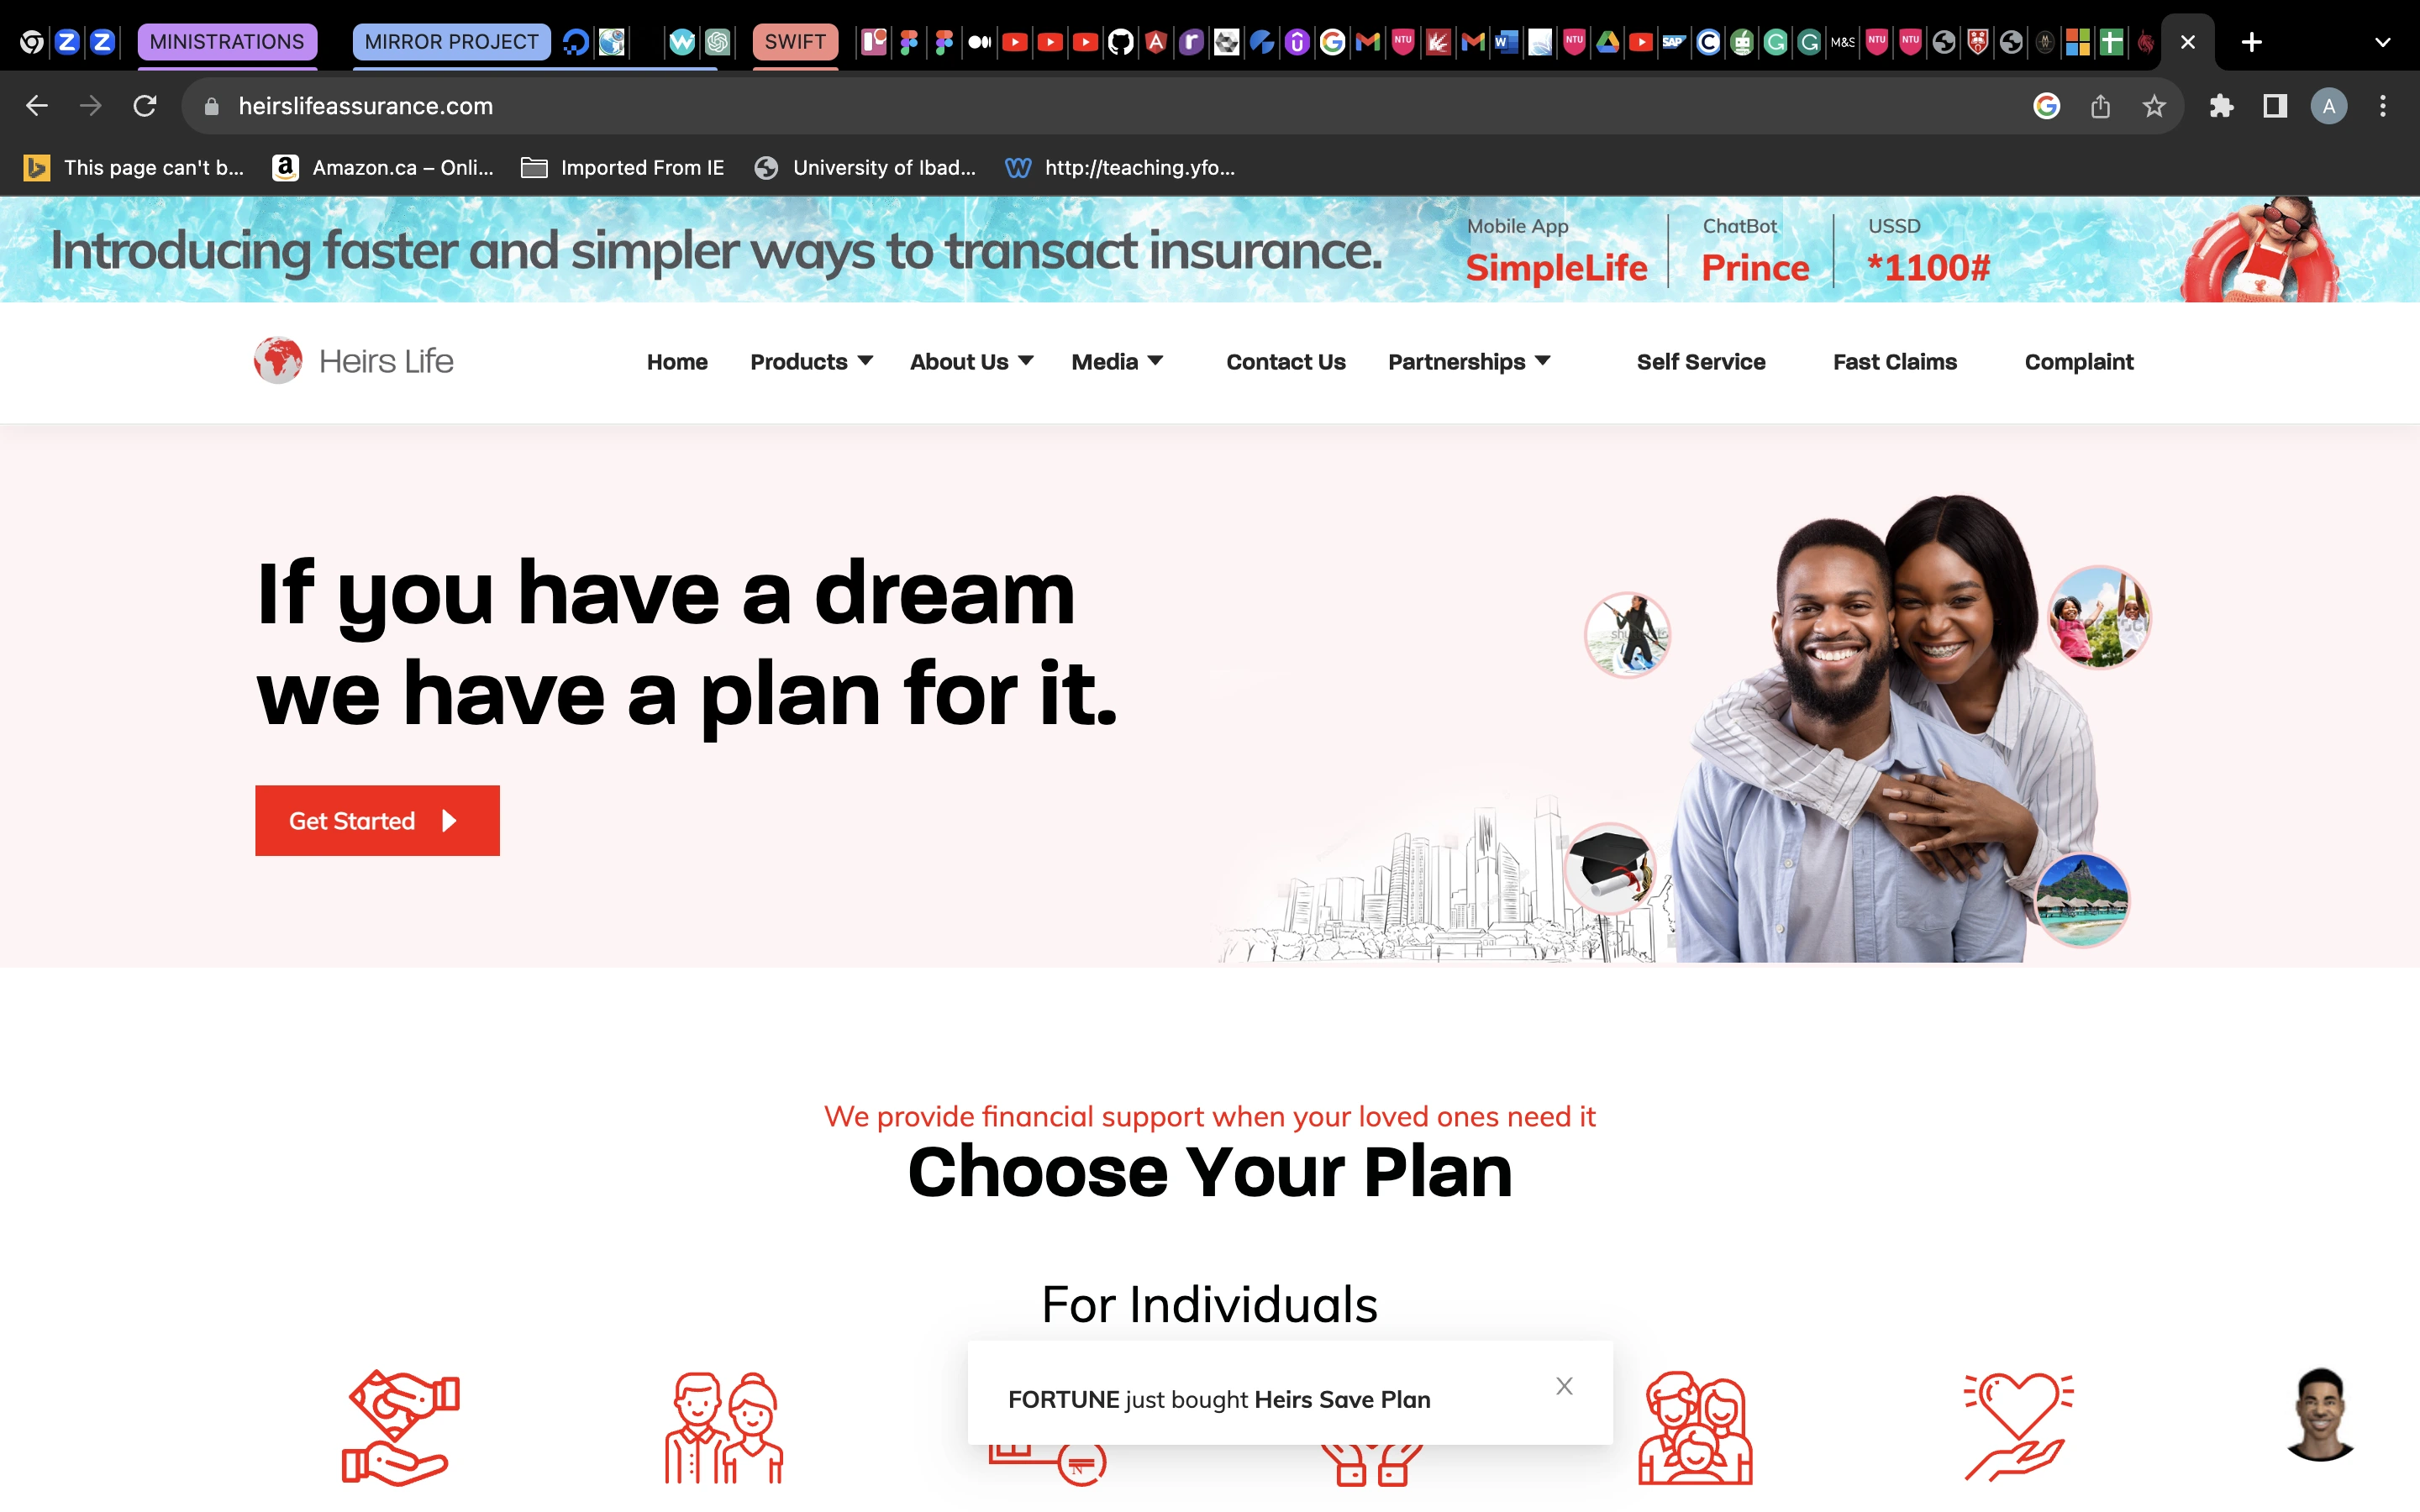 MINISTRATIONS
MIRROR PROJECT
SWIFT
M&S
heirslifeassurance.com
A
This page can't b...
Amazon.ca – Onli...
Imported From IE
University of Ibad...
http://teaching.yfo...
Introducing faster and simpler ways to transact insurance.
Mobile App
SimpleLife
ChatBot
Prince
USSD
*1100#
Heirs Life
Home
Products
About Us
Media
Contact Us
Partnerships
Self Service
Fast Claims
Complaint
If you have a dream
we have a plan for it.
Get Started
We provide financial support when your loved ones need it
Choose Your Plan
For Individuals
FORTUNE just bought Heirs Save Plan
X